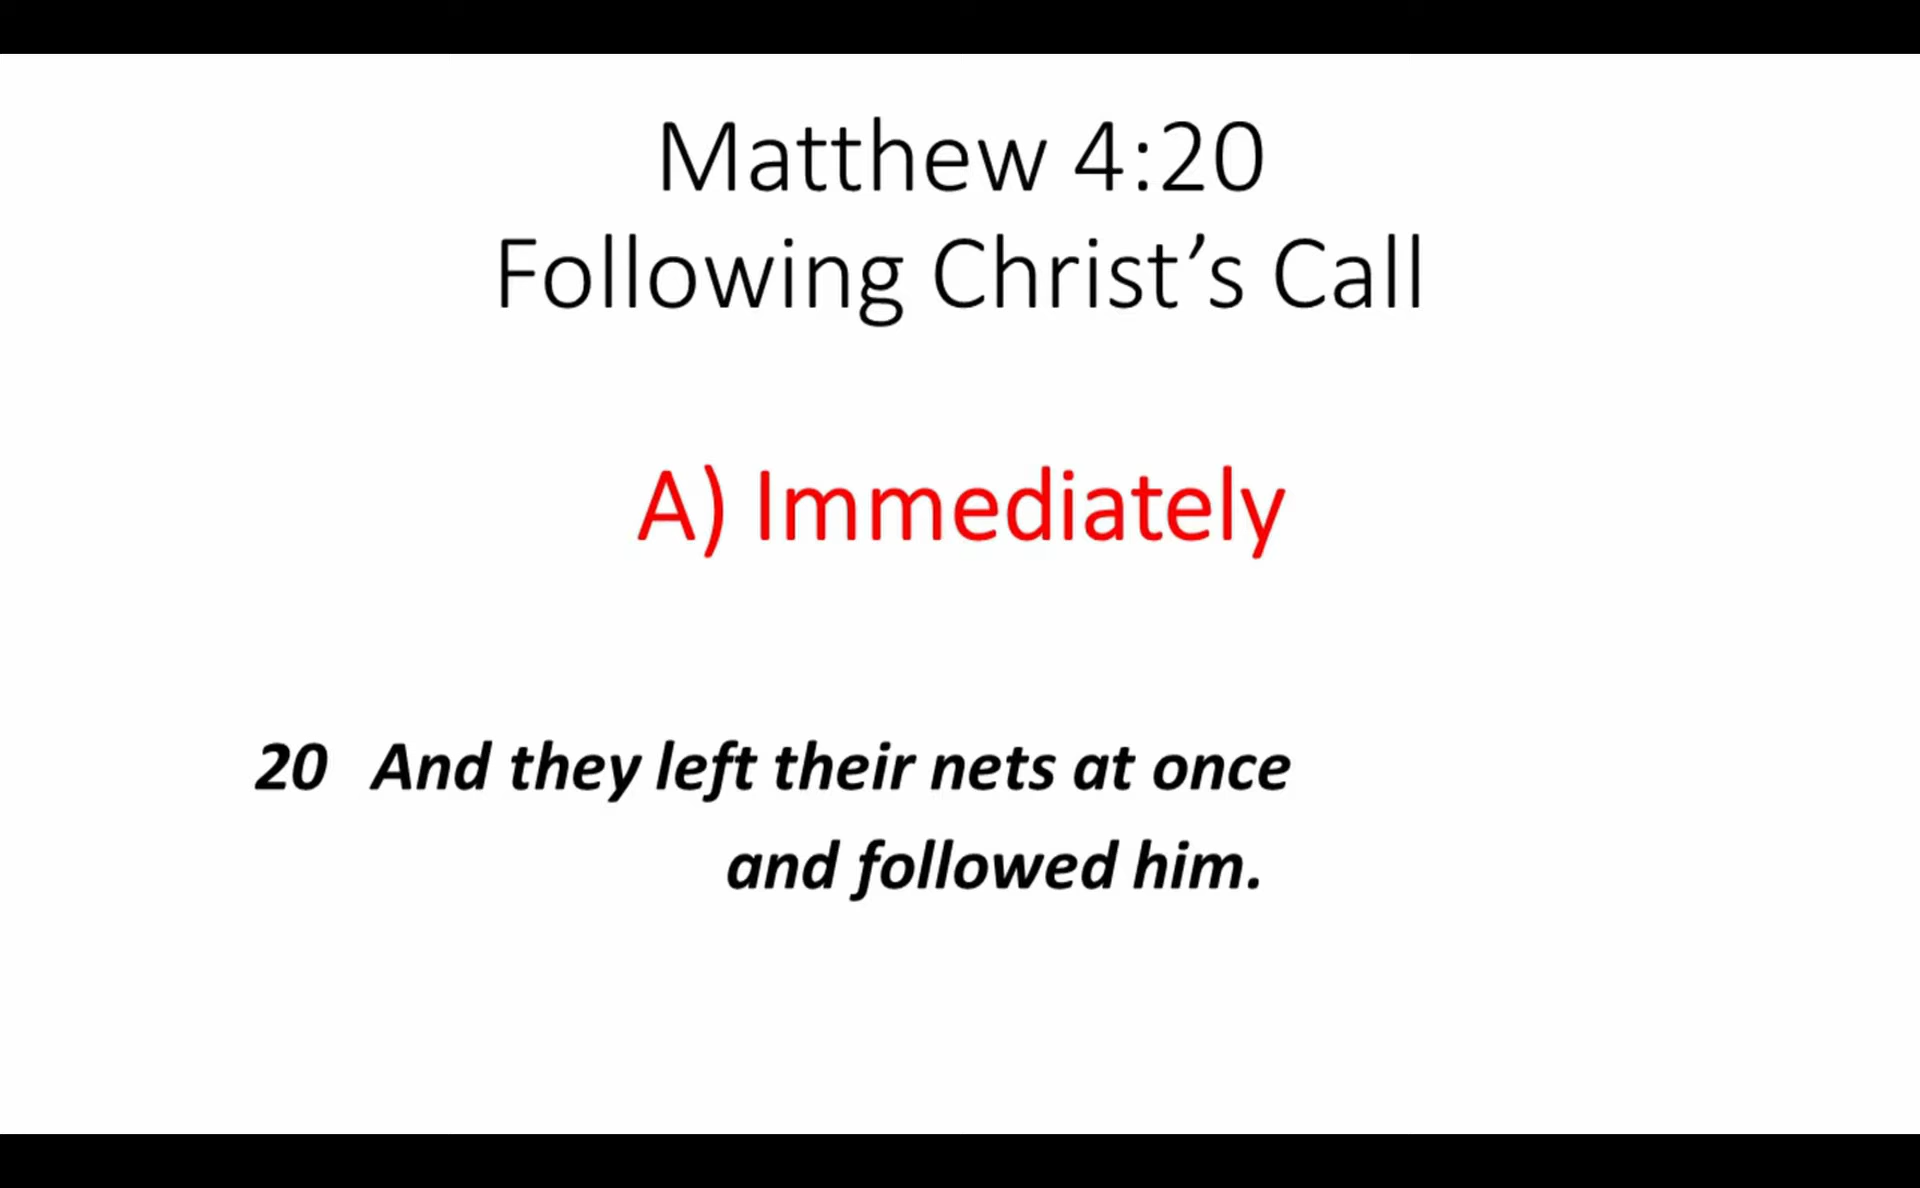 Matthew 4:20
Following Christ’s Call
A) Immediately
20 And they left their nets at once
and followed him.